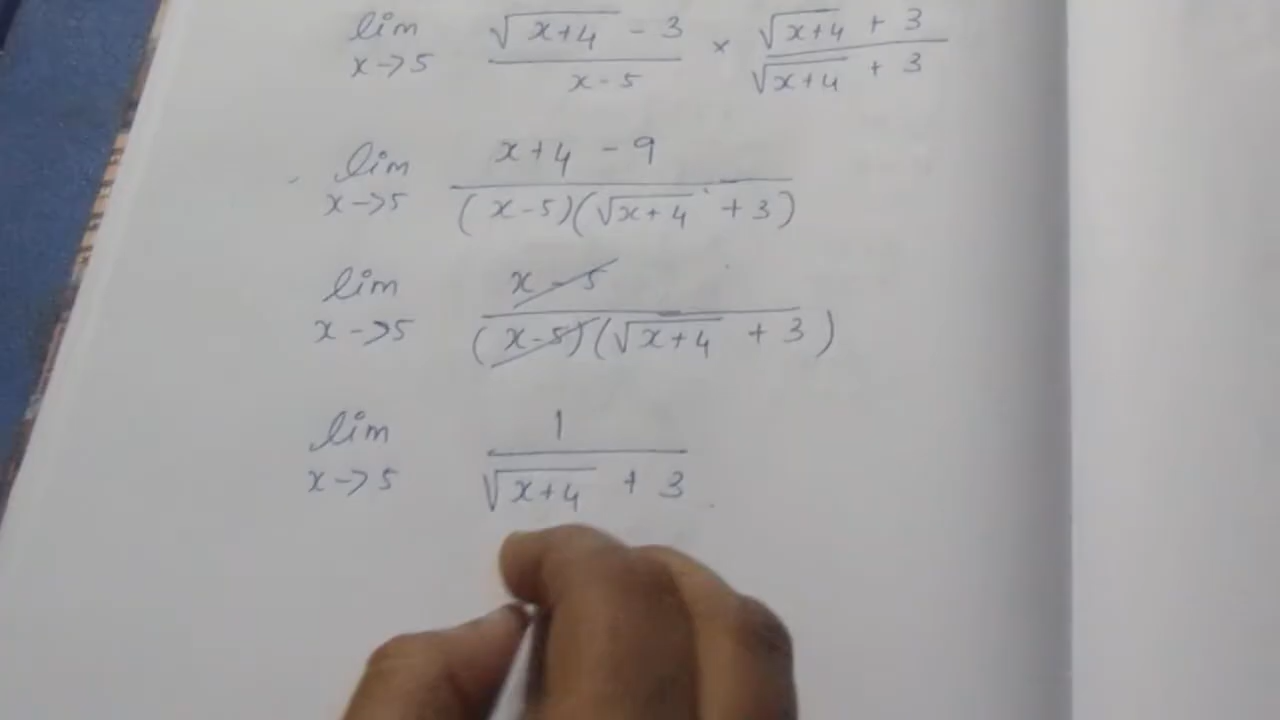 lim x→5 (√(x+4) - 3)/(x-5) × (√(x+4) + 3)/(√(x+4) + 3)
lim x→5 (x+4 - 9)/((x-5)(√(x+4) + 3))
lim x→5 (x-5)/((x-5)(√(x+4) + 3))
lim x→5 1/(√(x+4) + 3)